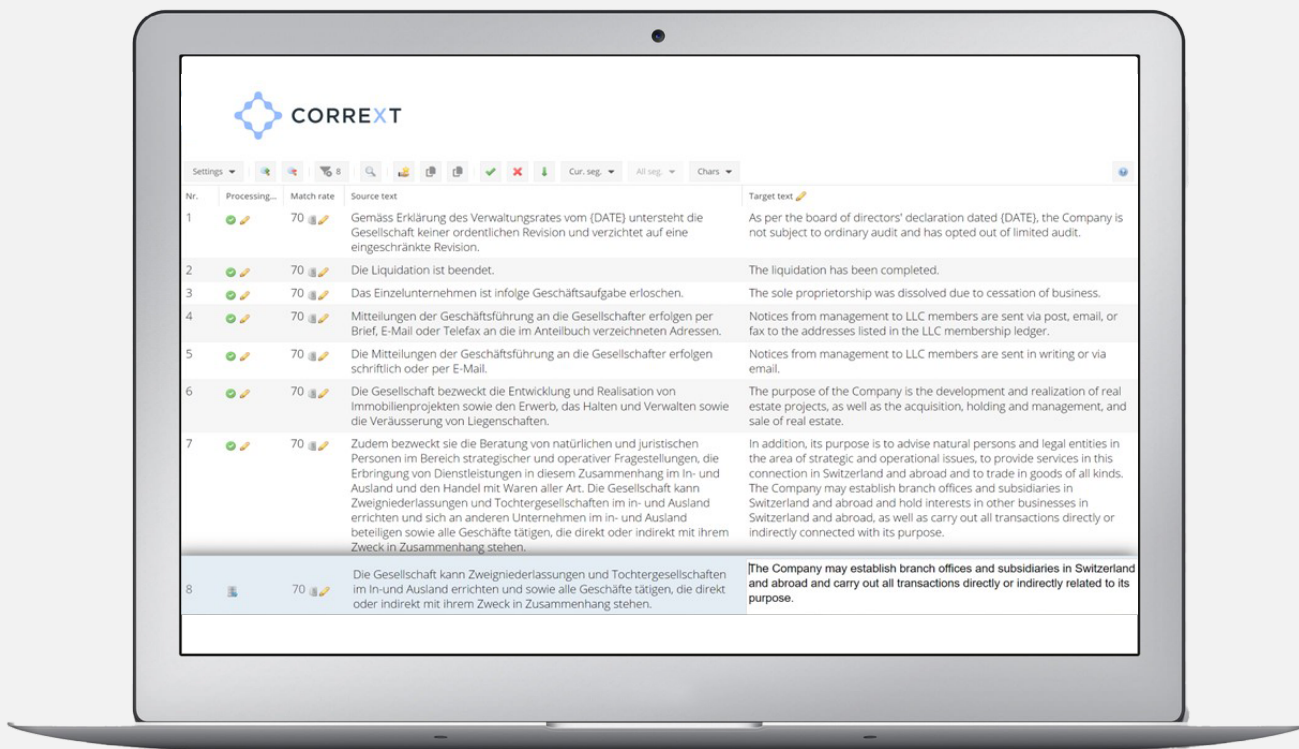 CORREXT
Settings 8 Cur. seg. All seg. Chars
Nr. Processing... Match rate Source text Target text
1 70 Gemäss Erklärung des Verwaltungsrates vom {DATE} untersteht die
Gesellschaft keiner ordentlichen Revision und verzichtet auf eine
eingeschränkte Revision.
As per the board of directors' declaration dated {DATE}, the Company is
not subject to ordinary audit and has opted out of limited audit.
2 70 Die Liquidation ist beendet.
The liquidation has been completed.
3 70 Das Einzelunternehmen ist infolge Geschäftsaufgabe erloschen.
The sole proprietorship was dissolved due to cessation of business.
4 70 Mitteilungen der Geschäftsführung an die Gesellschafter erfolgen per
Brief, E-Mail oder Telefax an die im Anteilbuch verzeichneten Adressen.
Notices from management to LLC members are sent via post, email, or
fax to the addresses listed in the LLC membership ledger.
5 70 Die Mitteilungen der Geschäftsführung an die Gesellschafter erfolgen
schriftlich oder per E-Mail.
Notices from management to LLC members are sent in writing or via
email.
6 70 Die Gesellschaft bezweckt die Entwicklung und Realisation von
Immobilienprojekten sowie den Erwerb, das Halten und Verwalten sowie
die Veräusserung von Liegenschaften.
The purpose of the Company is the development and realization of real
estate projects, as well as the acquisition, holding and management, and
sale of real estate.
7 70 Zudem bezweckt sie die Beratung von natürlichen und juristischen
Personen im Bereich strategischer und operativer Fragestellungen, die
Erbringung von Dienstleistungen in diesem Zusammenhang im In- und
Ausland und den Handel mit Waren aller Art. Die Gesellschaft kann
Zweigniederlassungen und Tochtergesellschaften im in- und Ausland
errichten und sich an anderen Unternehmen im in- und Ausland
beteiligen sowie alle Geschäfte tätigen, die direkt oder indirekt mit ihrem
Zweck in Zusammenhang stehen.
In addition, its purpose is to advise natural persons and legal entities in
the area of strategic and operational issues, to provide services in this
connection in Switzerland and abroad and to trade in goods of all kinds.
The Company may establish branch offices and subsidiaries in
Switzerland and abroad and hold interests in other businesses in
Switzerland and abroad, as well as carry out all transactions directly or
indirectly connected with its purpose.
8 70 Die Gesellschaft kann Zweigniederlassungen und Tochtergesellschaften
im In-und Ausland errichten und sowie alle Geschäfte tätigen, die direkt
oder indirekt mit ihrem Zweck in Zusammenhang stehen.
The Company may establish branch offices and subsidiaries in Switzerland
and abroad and carry out all transactions directly or indirectly related to its
purpose.